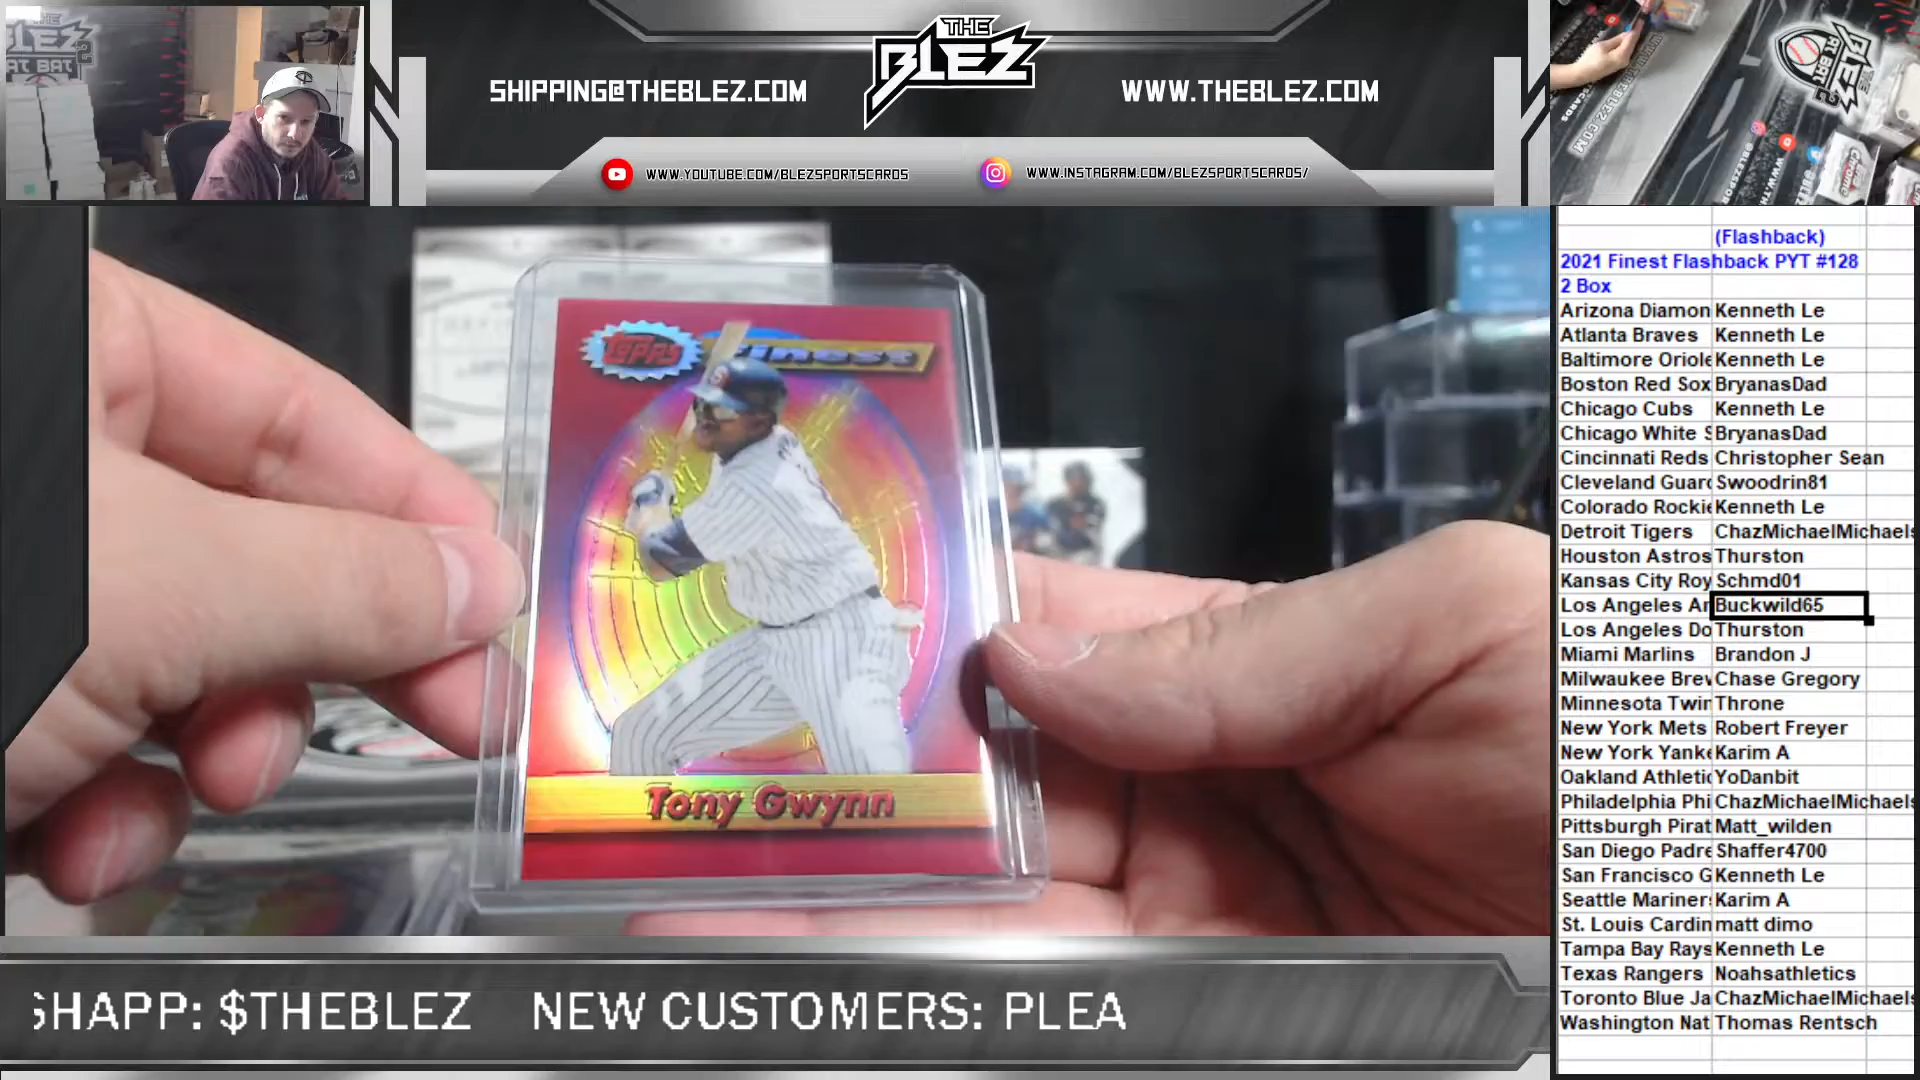 THE
BLEZ
SHIPPING@THEBLEZ.COM
WWW.THEBLEZ.COM
WWW.YOUTUBE.COM/BLEZSPORTSCARDS
WWW.INSTAGRAM.COM/BLEZSPORTSCARDS/
TOPPS Finest
Tony Gwynn
SHAPP: $THEBLEZ NEW CUSTOMERS: PLEA
(Flashback)
2021 Finest Flashback PYT #128
2 Box
Arizona Diamon Kenneth Le
Atlanta Braves Kenneth Le
Baltimore Oriole Kenneth Le
Boston Red Sox BryanasDad
Chicago Cubs Kenneth Le
Chicago White S BryanasDad
Cincinnati Reds Christopher Sean
Cleveland Guard Swoodrin81
Colorado Rockie Kenneth Le
Detroit Tigers ChazMichaelMichaels
Houston Astros Thurston
Kansas City Roy Schmd01
Los Angeles An Buckwild65
Los Angeles Do Thurston
Miami Marlins Brandon J
Milwaukee Brew Chase Gregory
Minnesota Twin Throne
New York Mets Robert Freyer
New York Yanke Karim A
Oakland Athletic YoDanbit
Philadelphia Phi ChazMichaelMichaels
Pittsburgh Pirat Matt_wilden
San Diego Padre Shaffer4700
San Francisco G Kenneth Le
Seattle Mariners Karim A
St. Louis Cardin matt dimo
Tampa Bay Rays Kenneth Le
Texas Rangers Noahsathletics
Toronto Blue Ja ChazMichaelMichaels
Washington Nat Thomas Rentsch